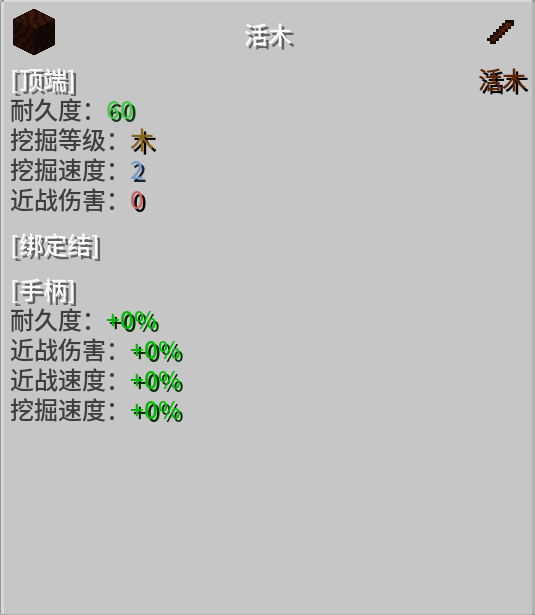 活木
[顶端]
活木
耐久度：60
挖掘等级：木
挖掘速度：2
近战伤害：0
[绑定结]
[手柄]
耐久度：+0%
近战伤害：+0%
近战速度：+0%
挖掘速度：+0%